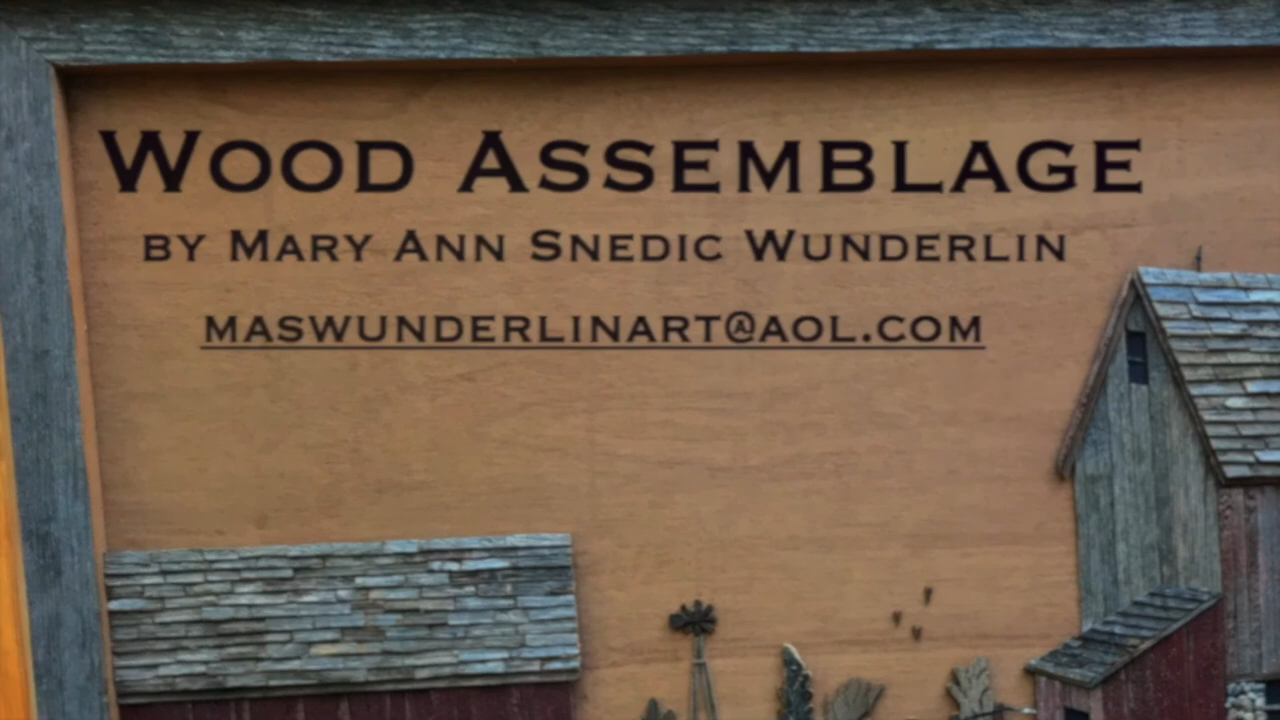 WOOD ASSEMBLAGE
BY MARY ANN SNEDIC WUNDERLIN
MASWUNDERLINART@AOL.COM